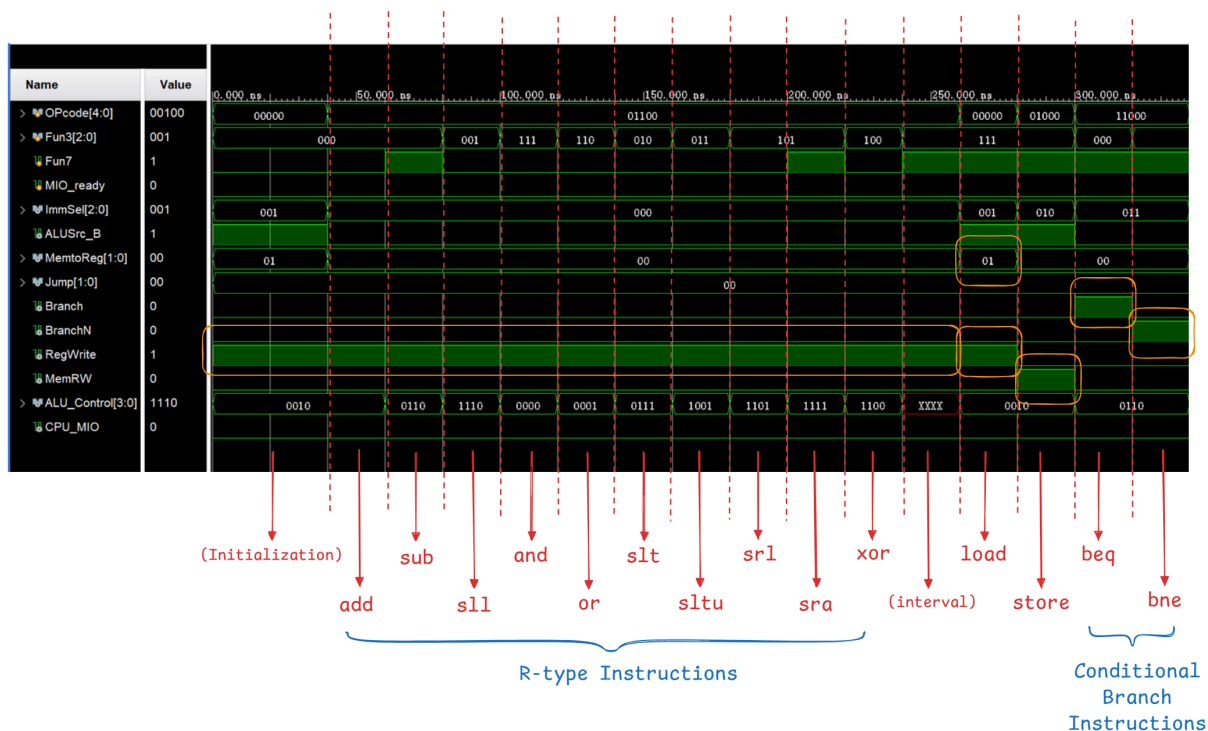 Name Value
0.000 ns 50.000 ns 100.000 ns 150.000 ns 200.000 ns 250.000 ns 300.000 ns
OPcode[4:0] 00100 00000 01100 00000 01000 11000
Fun3[2:0] 001 000 001 111 110 010 011 101 100 111 000
Fun7 1
MIO_ready 0
ImmSel[2:0] 001 001 000 001 010 011
ALUSrc_B 1
MemtoReg[1:0] 00 01 00 01 00
Jump[1:0] 00 00
Branch 0
BranchN 0
RegWrite 1
MemRW 0
ALU_Control[3:0] 1110 0010 0110 1110 0000 0001 0111 1001 1101 1111 1100 XXXX 0010 0110
CPU_MIO 0
(Initialization) sub and slt srl xor load beq
add sll or sltu sra (interval) store bne
R-type Instructions
Conditional
Branch
Instructions